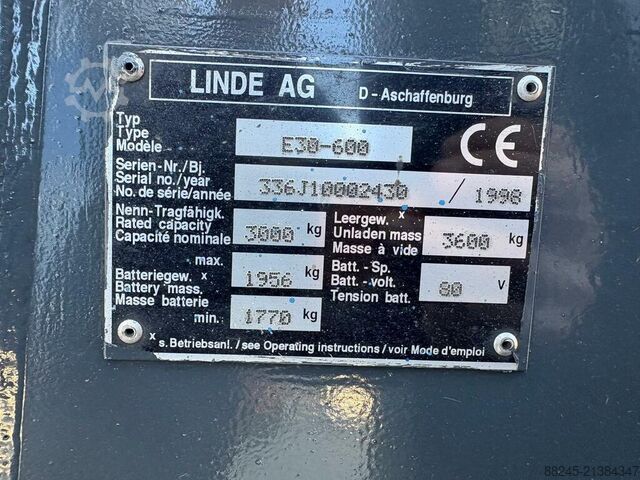 LINDE AG D - Aschaffenburg
Typ
Type
Modèle
E30-600
CE
Serien-Nr./Bj.
Serial no./year
No. de série/année
336J10002430 / 1998
Nenn-Tragfähigk.
Rated capacity
Capacité nominale
3000 kg
Leergew. x
Unladen mass
Masse à vide
3600 kg
max.
Batteriegew. x
Battery mass.
Masse batterie
1956 kg
min.
1770 kg
Batt. - Sp.
Batt. - volt.
Tension batt.
80 V
x s. Betriebsanl. /see Operating instructions / voir Mode d'emploi
88245-21384347